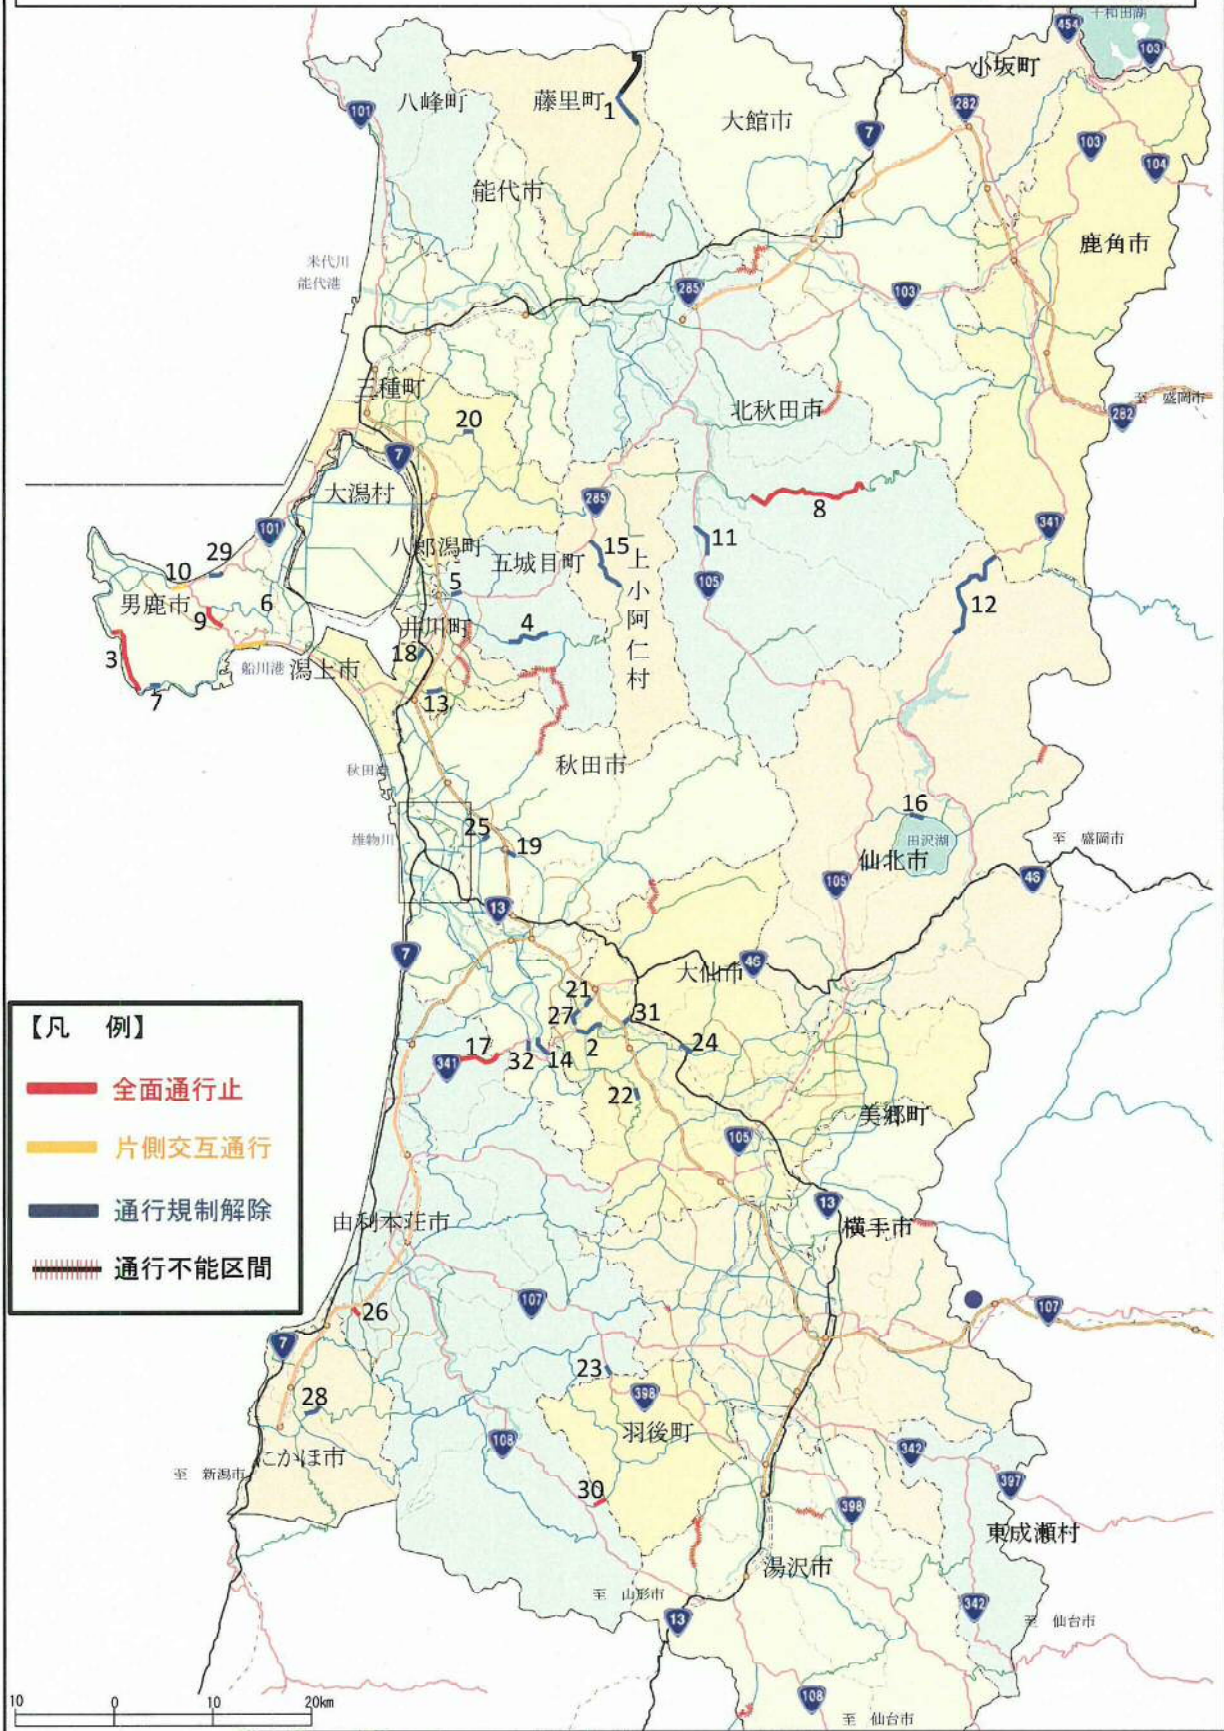 十和田湖
454
103
小坂町
八峰町
藤里町
1
大館市
282
101
7
103
104
能代市
鹿角市
米代川
能代港
285
103
三種町
北秋田市
至 盛岡市
282
20
7
大潟村
285
8
341
101
29
八郎潟町
五城目町
15
上小阿仁村
11
10
5
105
男鹿市
6
12
9
井川町
4
3
18
船川港
潟上市
7
13
秋田港
秋田市
16
25
田沢湖
至 盛岡市
雄物川
19
仙北市
105
46
13
7
大仙市
46
21
27
31
【凡 例】
17
32
14
2
24
341
全面通行止
22
美郷町
片側交互通行
105
通行規制解除
13
由利本荘市
横手市
通行不能区間
107
26
107
7
23
398
28
羽後町
108
342
にかほ市
至 新潟市
397
30
398
東成瀬村
湯沢市
至 山形市
342
13
至 仙台市
108
10
0
10
20km
至 仙台市